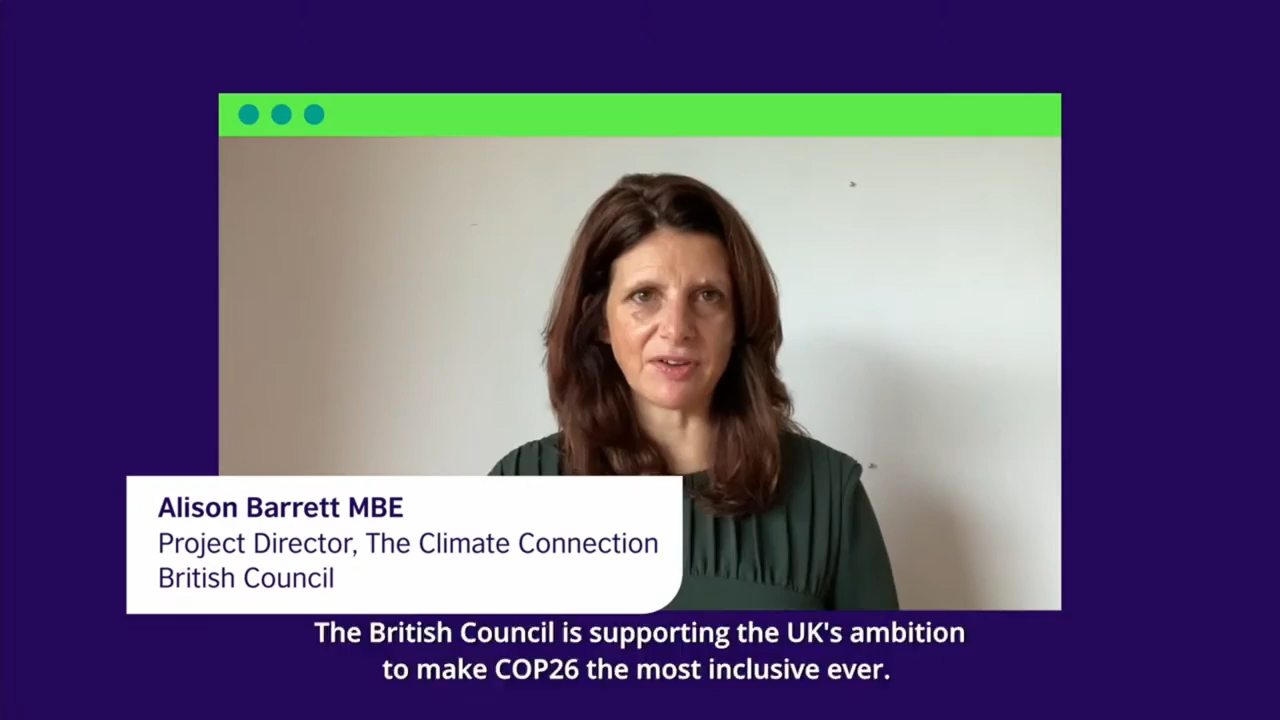 Alison Barrett MBE
Project Director, The Climate Connection
British Council
The British Council is supporting the UK's ambition
to make COP26 the most inclusive ever.